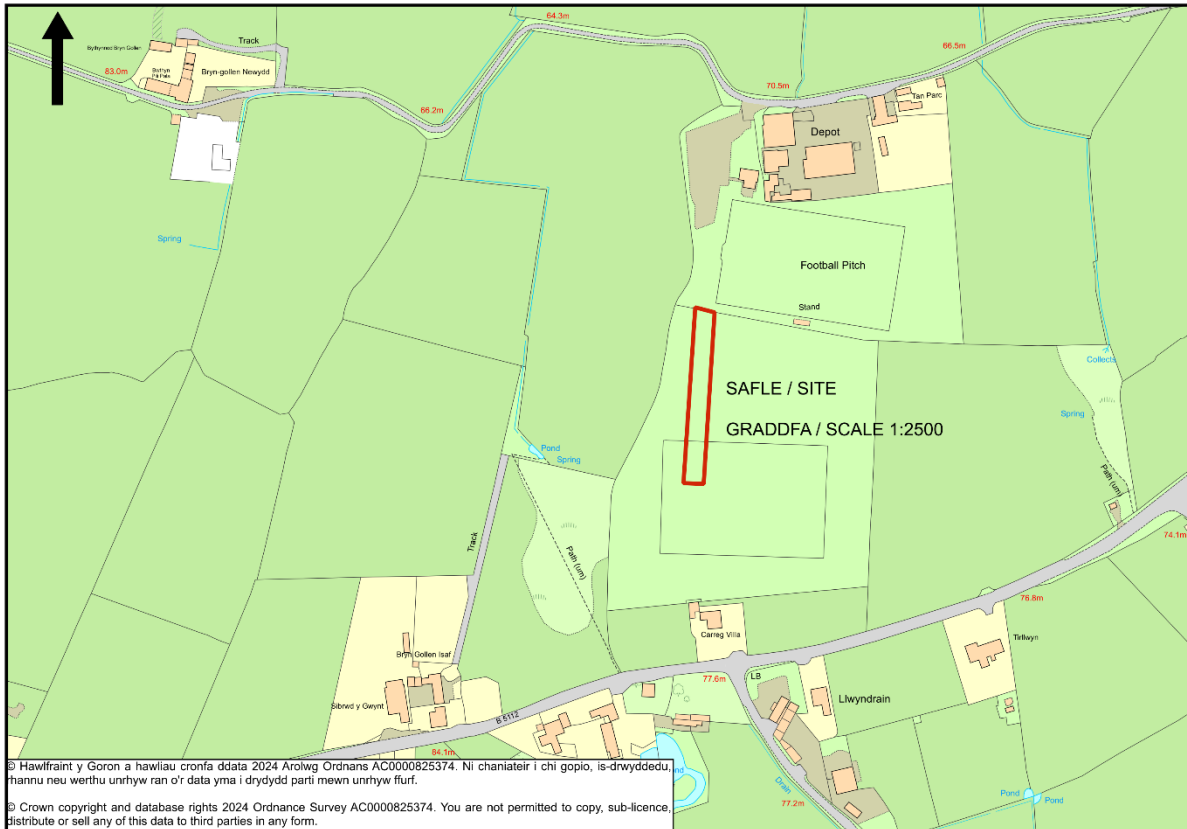 64.3m
Track
66.5m
Bythynnod Bryn Gollen
83.0m
Bwthyn
Pâ Pats
Bryn-gollen Newydd
70.5m
Tan Parc
66.2m
Depot
Spring
Football Pitch
Stand
Collects
SAFLE / SITE
Spring
GRADDFA / SCALE 1:2500
Pond
Spring
Path (um)
Track
Path (um)
74.1m
76.8m
Carreg Villa
Tirllwyn
Bryn Gollen Isaf
77.6m
LB
Llwyndrain
Sibrwd y Gwynt
B 5112
84.1m
Drain
77.2m
Pond
Pond
© Hawlfraint y Goron a hawliau cronfa ddata 2024 Arolwg Ordnans AC0000825374. Ni chaniateir i chi gopio, is-drwyddedu,
rhannu neu werthu unrhyw ran o'r data yma i drydydd parti mewn unrhyw ffurf.
© Crown copyright and database rights 2024 Ordnance Survey AC0000825374. You are not permitted to copy, sub-licence,
distribute or sell any of this data to third parties in any form.